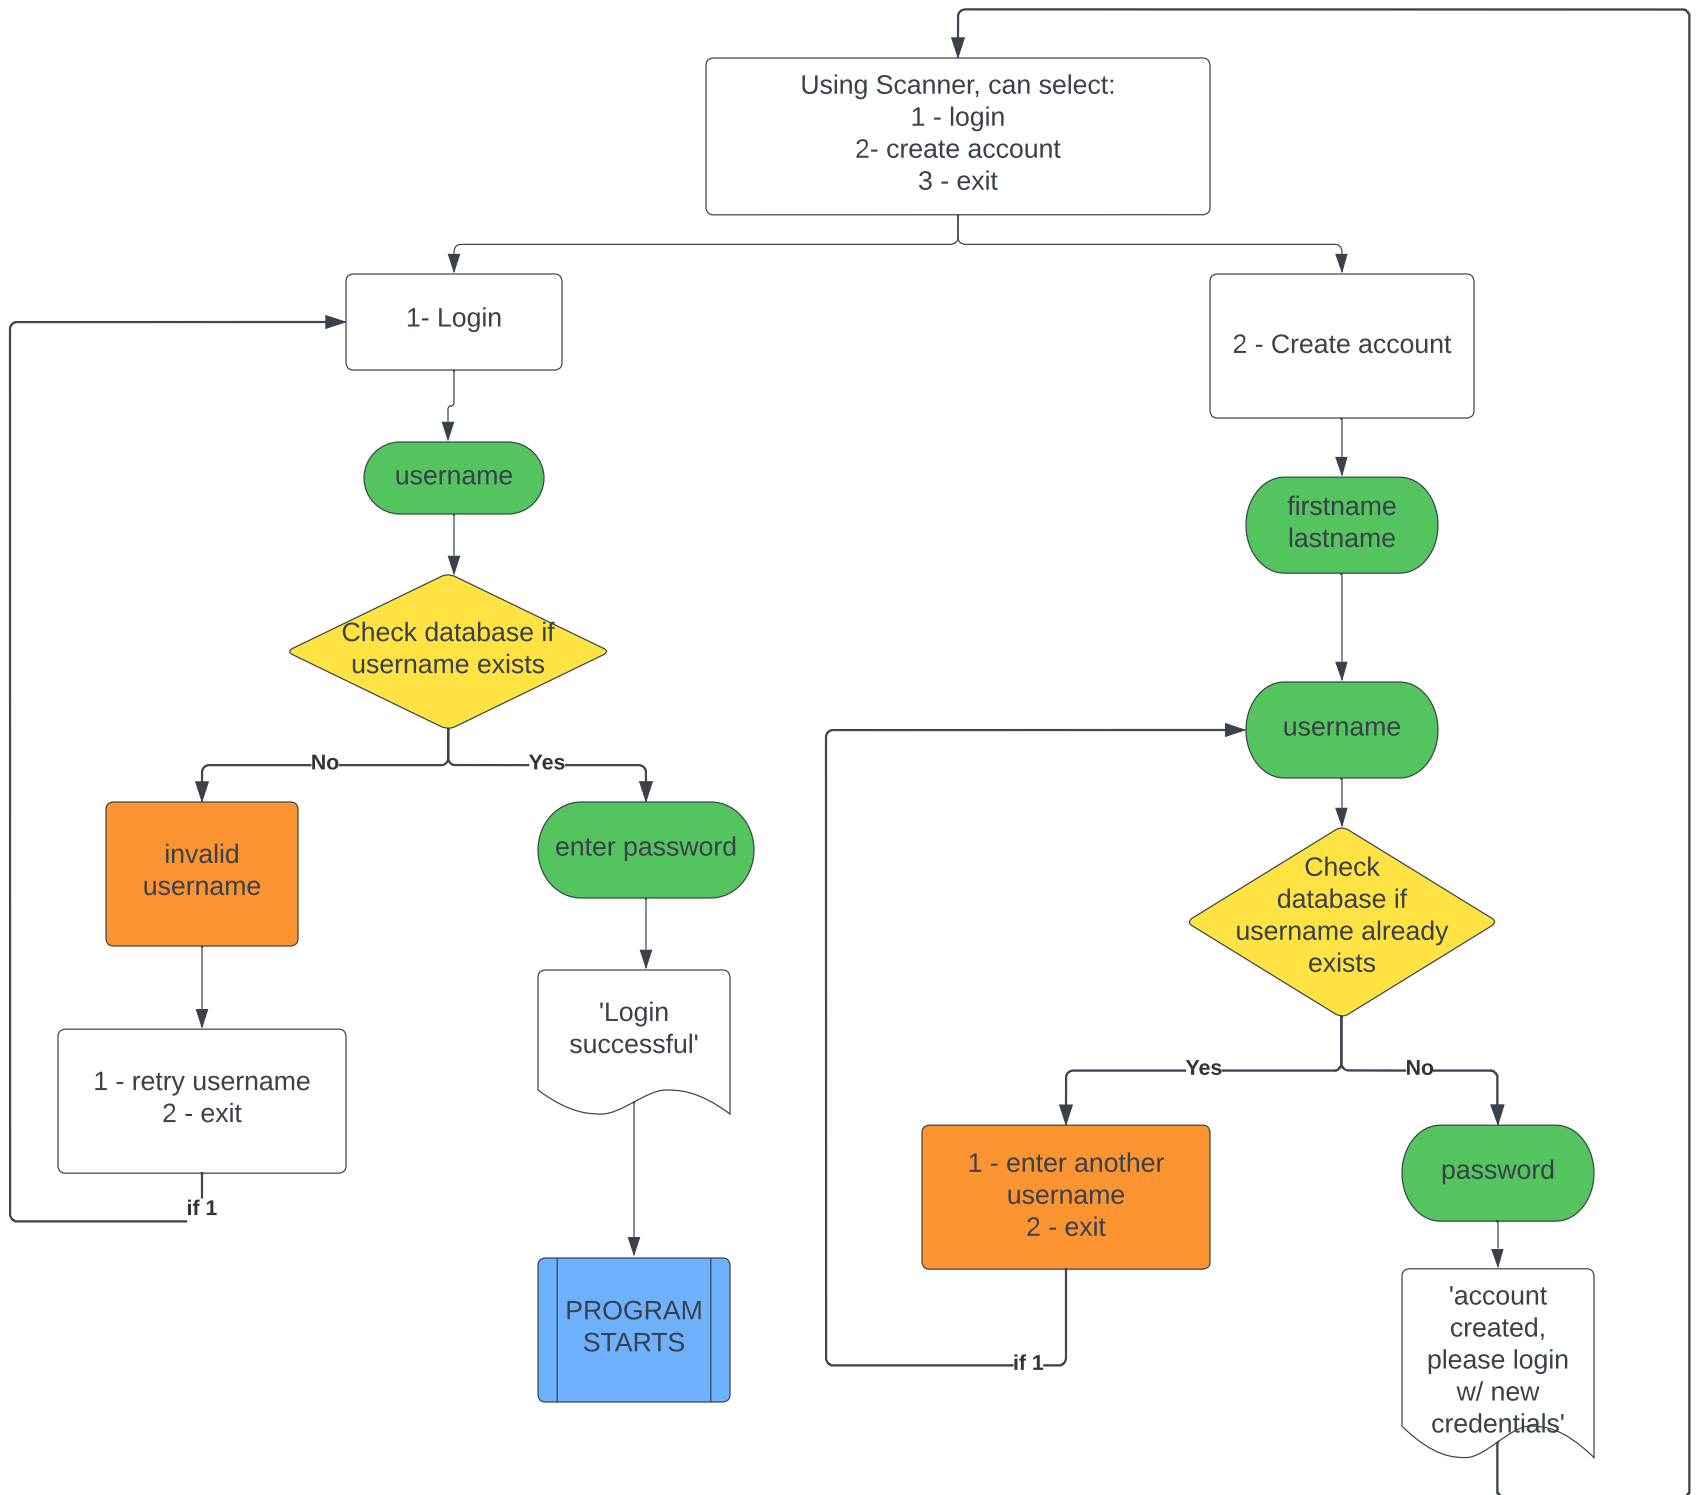 Using Scanner, can select:
1 - login
2- create account
3 - exit
1- Login
username
Check database if
username exists
No
Yes
invalid
username
enter password
1 - retry username
2 - exit
if 1
'Login
successful'
PROGRAM
STARTS
2 - Create account
firstname
lastname
username
Check
database if
username already
exists
Yes
No
1 - enter another
username
2 - exit
if 1
password
'account
created,
please login
w/ new
credentials'